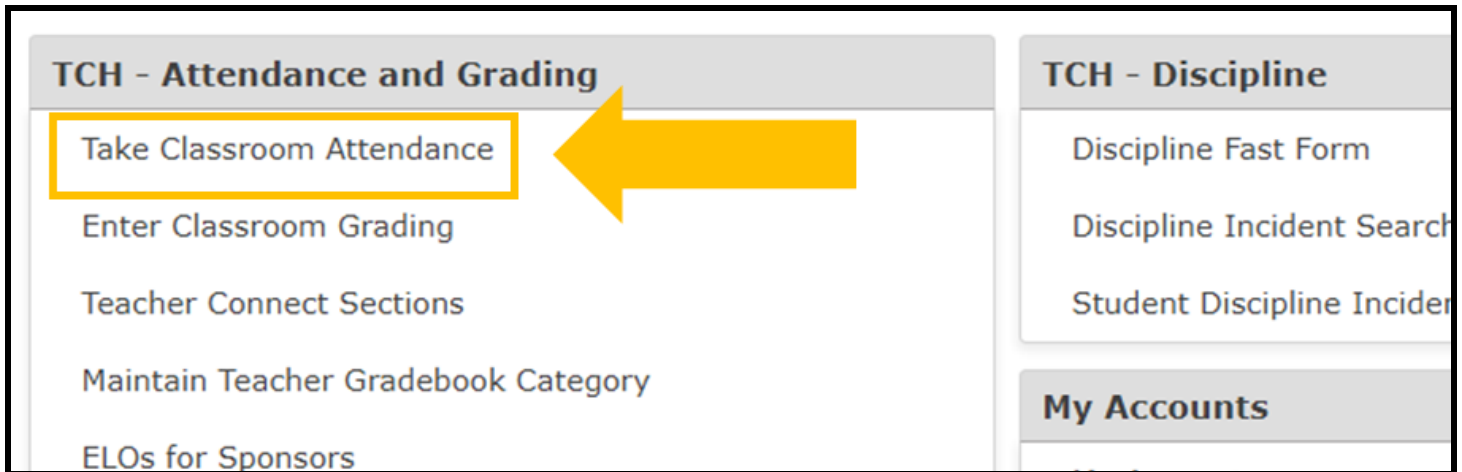 TCH - Attendance and Grading
Take Classroom Attendance
Enter Classroom Grading
Teacher Connect Sections
Maintain Teacher Gradebook Category
ELOs for Sponsors
TCH - Discipline
Discipline Fast Form
Discipline Incident Search
Student Discipline
My Accounts